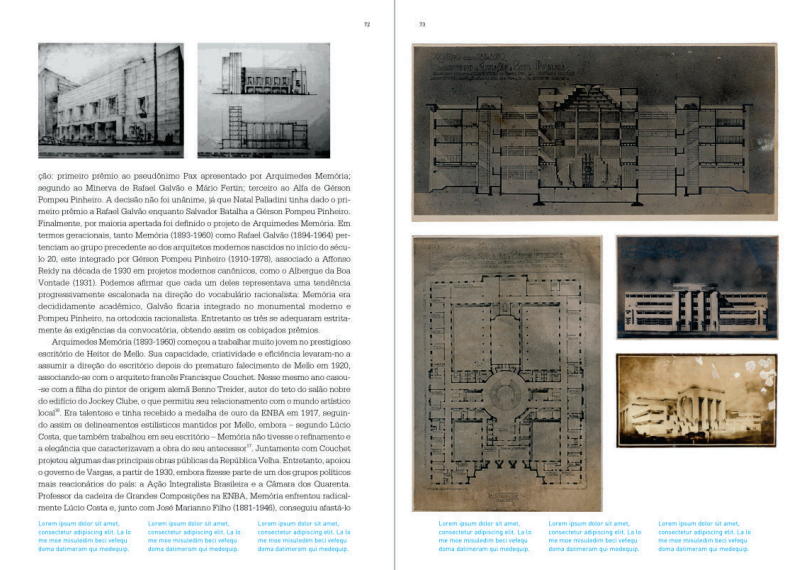 72
ção: primeiro prêmio ao pseudônimo Pax apresentado por Arquimedes Memória;
segundo ao Minerva de Rafael Galvão e Mário Fertin; terceiro ao Alfa de Gérson
Pompeu Pinheiro. A decisão não foi unânime, já que Natal Palladini tinha dado o pri-
meiro prêmio a Rafael Galvão enquanto Salvador Batalha a Gérson Pompeu Pinheiro.
Finalmente, por maioria apertada foi definido o projeto de Arquimedes Memória. Em
termos geracionais, tanto Memória (1893-1960) como Rafael Galvão (1894-1964) per-
tenciam ao grupo precedente ao dos arquitetos modernos nascidos no início do sécu-
lo 20, este integrado por Gérson Pompeu Pinheiro (1910-1978), associado a Affonso
Reidy na década de 1930 em projetos modernos canônicos, como o Albergue da Boa
Vontade (1931). Podemos afirmar que cada um deles representava uma tendência
progressivamente escalonada na direção do vocabulário racionalista: Memória era
decididamente acadêmico, Galvão ficaria integrado no monumental moderno e
Pompeu Pinheiro, na ortodoxia racionalista. Entretanto os três se adequaram estrita-
mente às exigências da convocatória, obtendo assim os cobiçados prêmios.
Arquimedes Memória (1893-1960) começou a trabalhar muito jovem no prestigioso
escritório de Heitor de Mello. Sua capacidade, criatividade e eficiência levaram-no a
assumir a direção do escritório depois do prematuro falecimento de Mello em 1920,
associando-se com o arquiteto francês Francisque Couchet. Nesse mesmo ano casou-
-se com a filha do pintor de origem alemã Benno Treidler, autor do teto do salão nobre
do edifício do Jockey Clube, o que permitiu seu relacionamento com o mundo artístico
local. Era talentoso e tinha recebido a medalha de ouro da ENBA em 1917, seguin-
do assim os delineamentos estilísticos mantidos por Mello, embora – segundo Lúcio
Costa, que também trabalhou em seu escritório – Memória não tivesse o refinamento e
a elegância que caracterizavam a obra do seu antecessor. Juntamente com Couchet
projetou algumas das principais obras públicas da República Velha. Entretanto, apoiou
o governo de Vargas, a partir de 1930, embora fizesse parte de um dos grupos políticos
mais reacionários do país: a Ação Integralista Brasileira e a Câmara dos Quarenta.
Professor da cadeira de Grandes Composições na ENBA, Memória enfrentou radical-
mente Lúcio Costa e, junto com José Marianno Filho (1881-1946), conseguiu afastá-lo
Lorem ipsum dolor sit amet,
consectetur adipiscing elit. La lo
me moe misuledim beci vefequ
doma datimeram qui medequip.
Lorem ipsum dolor sit amet,
consectetur adipiscing elit. La lo
me moe misuledim beci vefequ
doma datimeram qui medequip.
Lorem ipsum dolor sit amet,
consectetur adipiscing elit. La lo
me moe misuledim beci vefequ
doma datimeram qui medequip.
73
Lorem ipsum dolor sit amet,
consectetur adipiscing elit. La lo
me moe misuledim beci vefequ
doma datimeram qui medequip.
Lorem ipsum dolor sit amet,
consectetur adipiscing elit. La lo
me moe misuledim beci vefequ
doma datimeram qui medequip.
Lorem ipsum dolor sit amet,
consectetur adipiscing elit. La lo
me moe misuledim beci vefequ
doma datimeram qui medequip.